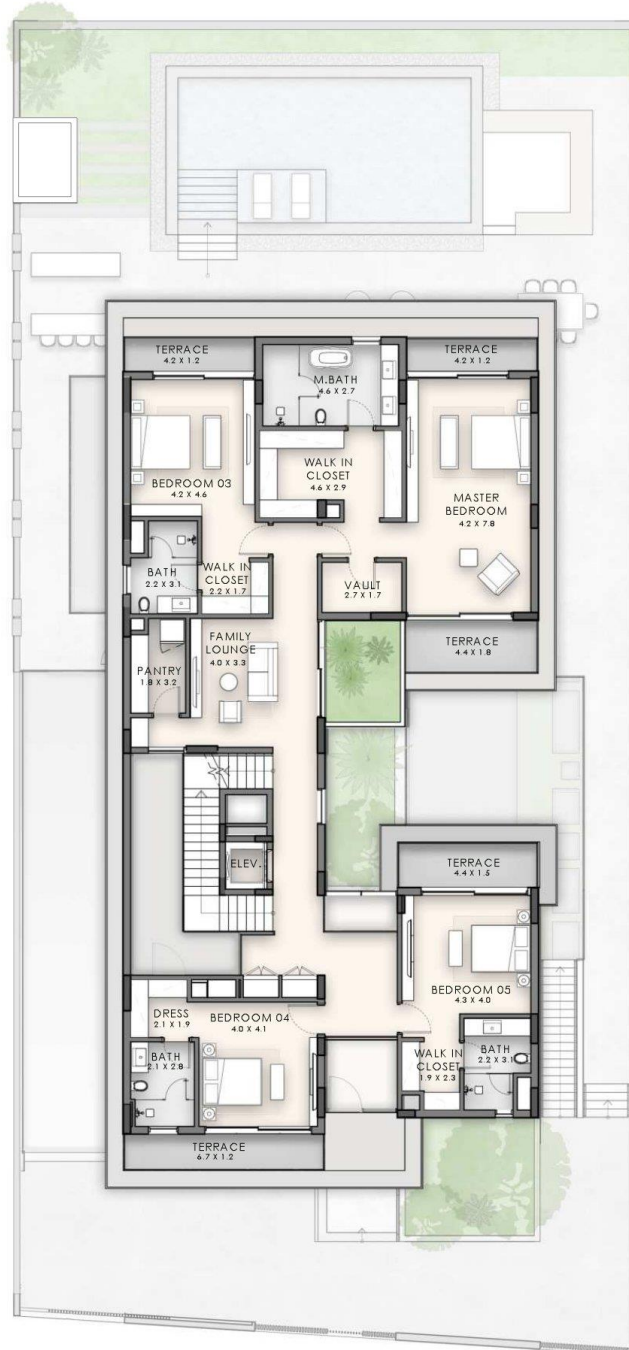 TERRACE
4.2 X 1.2
M.BATH
4.6 X 2.7
TERRACE
4.2 X 1.2
BEDROOM 03
4.2 X 4.6
WALK IN
CLOSET
4.6 X 2.9
MASTER
BEDROOM
4.2 X 7.8
BATH
2.2 X 3.1
WALK IN
CLOSET
2.2 X 1.7
VAULT
2.7 X 1.7
FAMILY
LOUNGE
4.0 X 3.3
TERRACE
4.4 X 1.8
PANTRY
1.8 X 3.2
ELEV.
TERRACE
4.4 X 1.5
BEDROOM 05
4.3 X 4.0
DRESS
2.1 X 1.9
BEDROOM 04
4.0 X 4.1
BATH
2.1 X 2.8
WALK IN
CLOSET
1.9 X 2.3
BATH
2.2 X 3.1
TERRACE
6.7 X 1.2